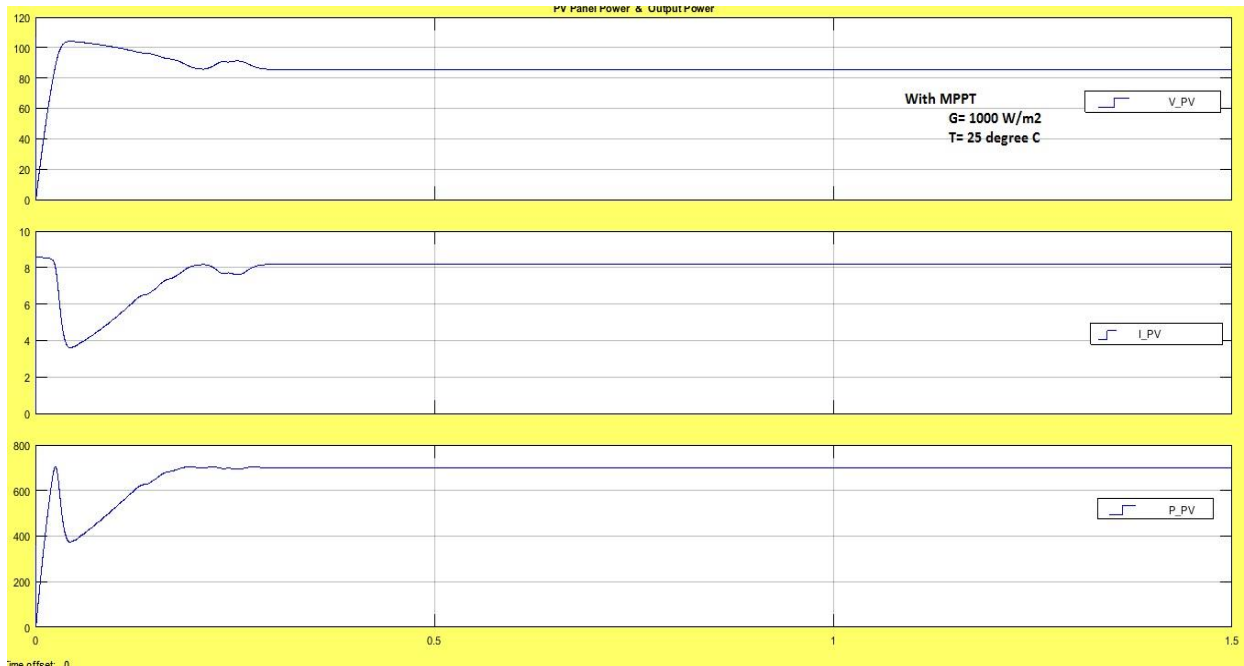 PV Panel Power & Output Power
120
100
80
60
40
20
0
With MPPT
G= 1000 W/m2
T= 25 degree C
V_PV
10
8
6
4
2
0
I_PV
800
600
400
200
0
P_PV
0
0.5
1
1.5
Time offset: 0